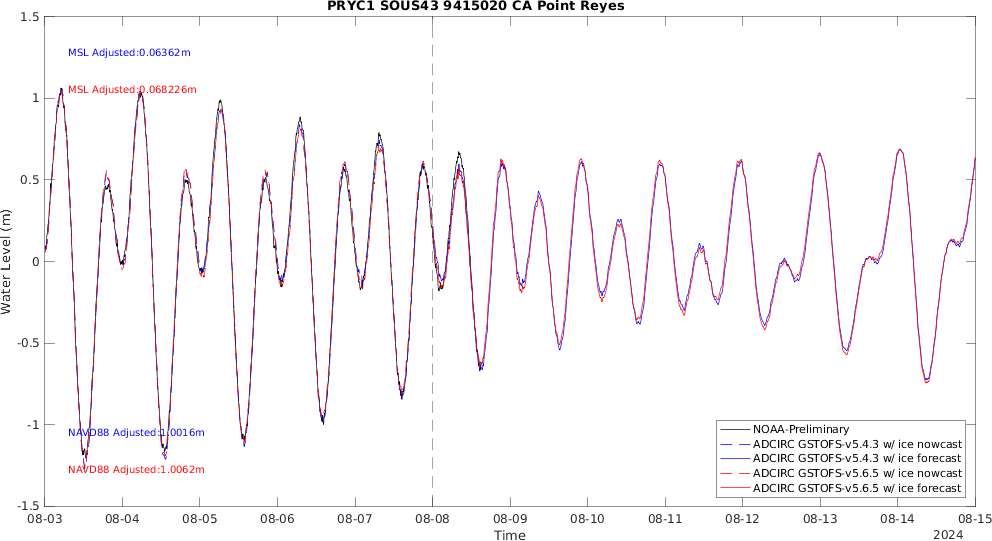 PRYC1 SOUS43 9415020 CA Point Reyes
1.5
1
0.5
0
-0.5
-1
-1.5
Water Level (m)
MSL Adjusted:0.06362m
MSL Adjusted:0.068226m
NAVD88 Adjusted:1.0016m
NAVD88 Adjusted:1.0062m
NOAA-Preliminary
ADCIRC GSTOFS-v5.4.3 w/ ice nowcast
ADCIRC GSTOFS-v5.4.3 w/ ice forecast
ADCIRC GSTOFS-v5.6.5 w/ ice nowcast
ADCIRC GSTOFS-v5.6.5 w/ ice forecast
08-03 08-04 08-05 08-06 08-07 08-08 08-09 08-10 08-11 08-12 08-13 08-14 08-15
Time
2024